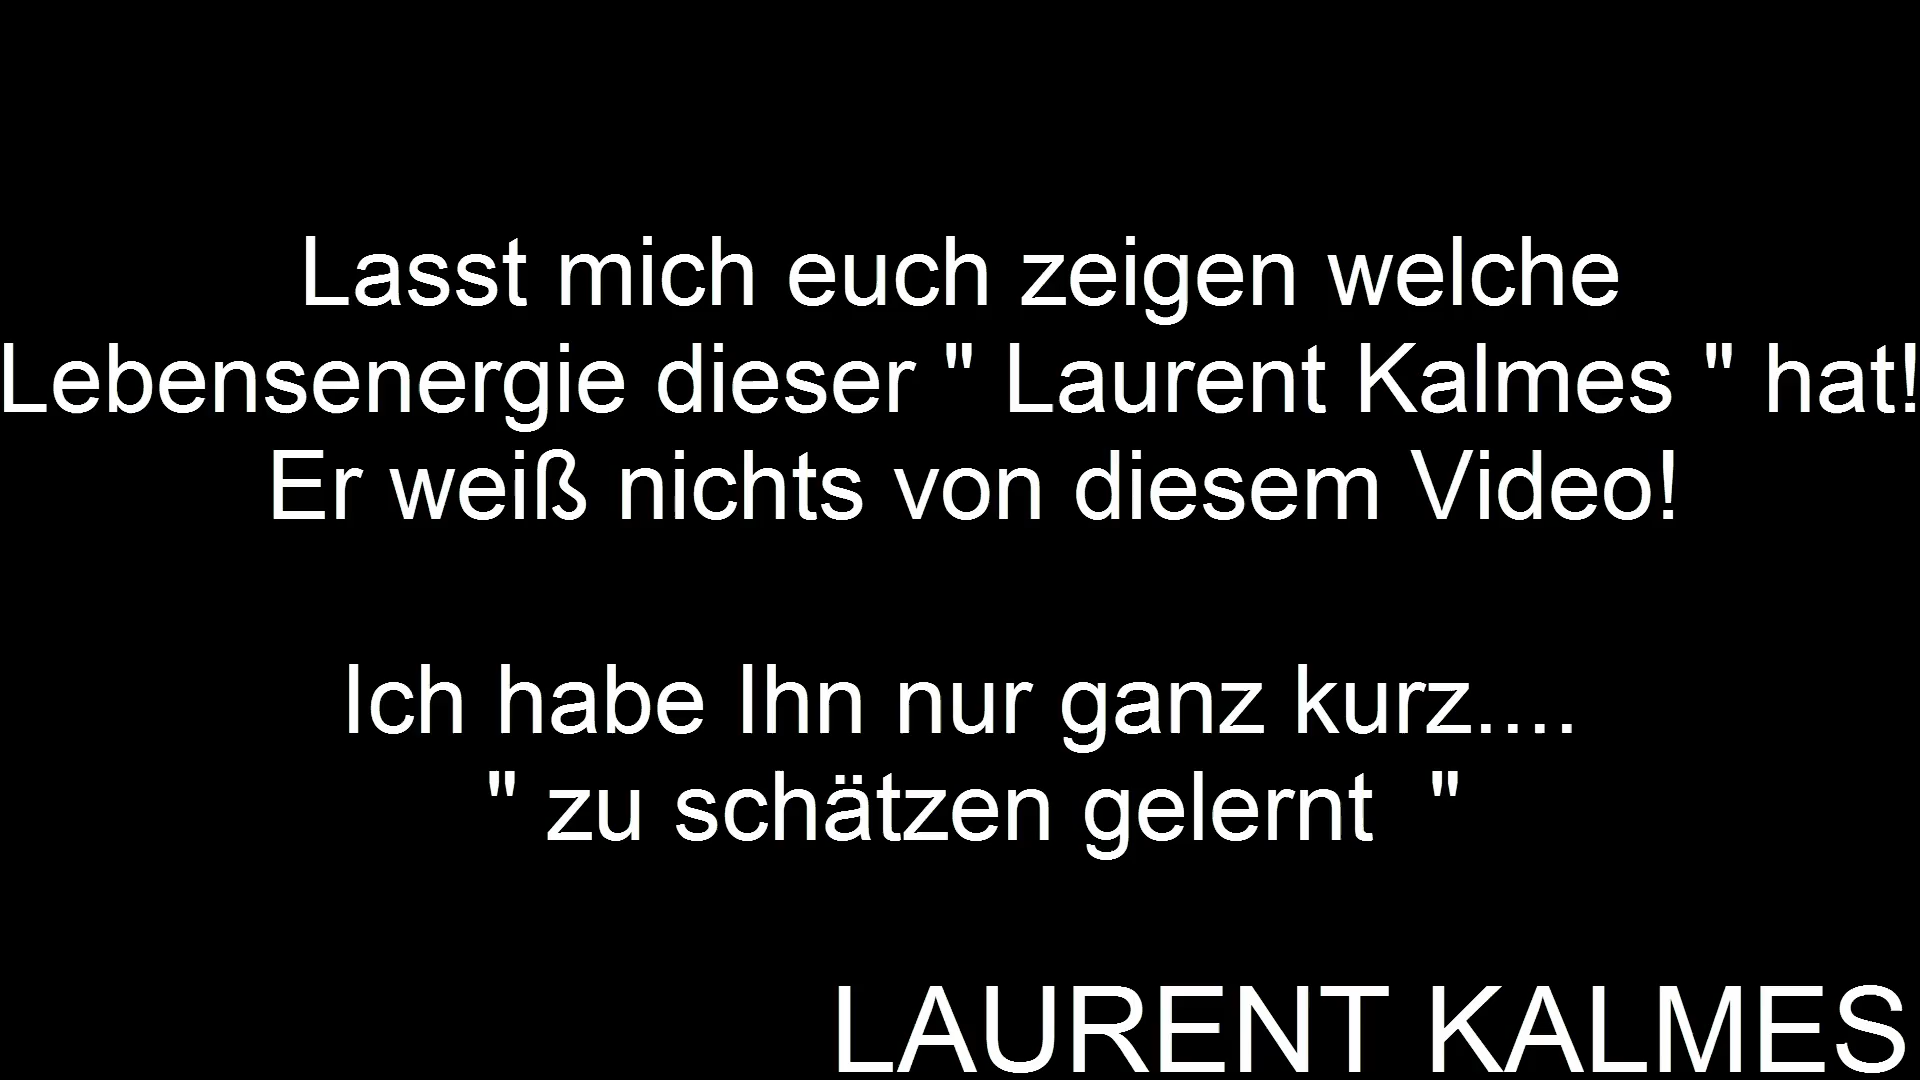 Lasst mich euch zeigen welche
Lebensenergie dieser " Laurent Kalmes " hat!
Er weiß nichts von diesem Video!
Ich habe Ihn nur ganz kurz....
" zu schätzen gelernt  "
LAURENT KALMES